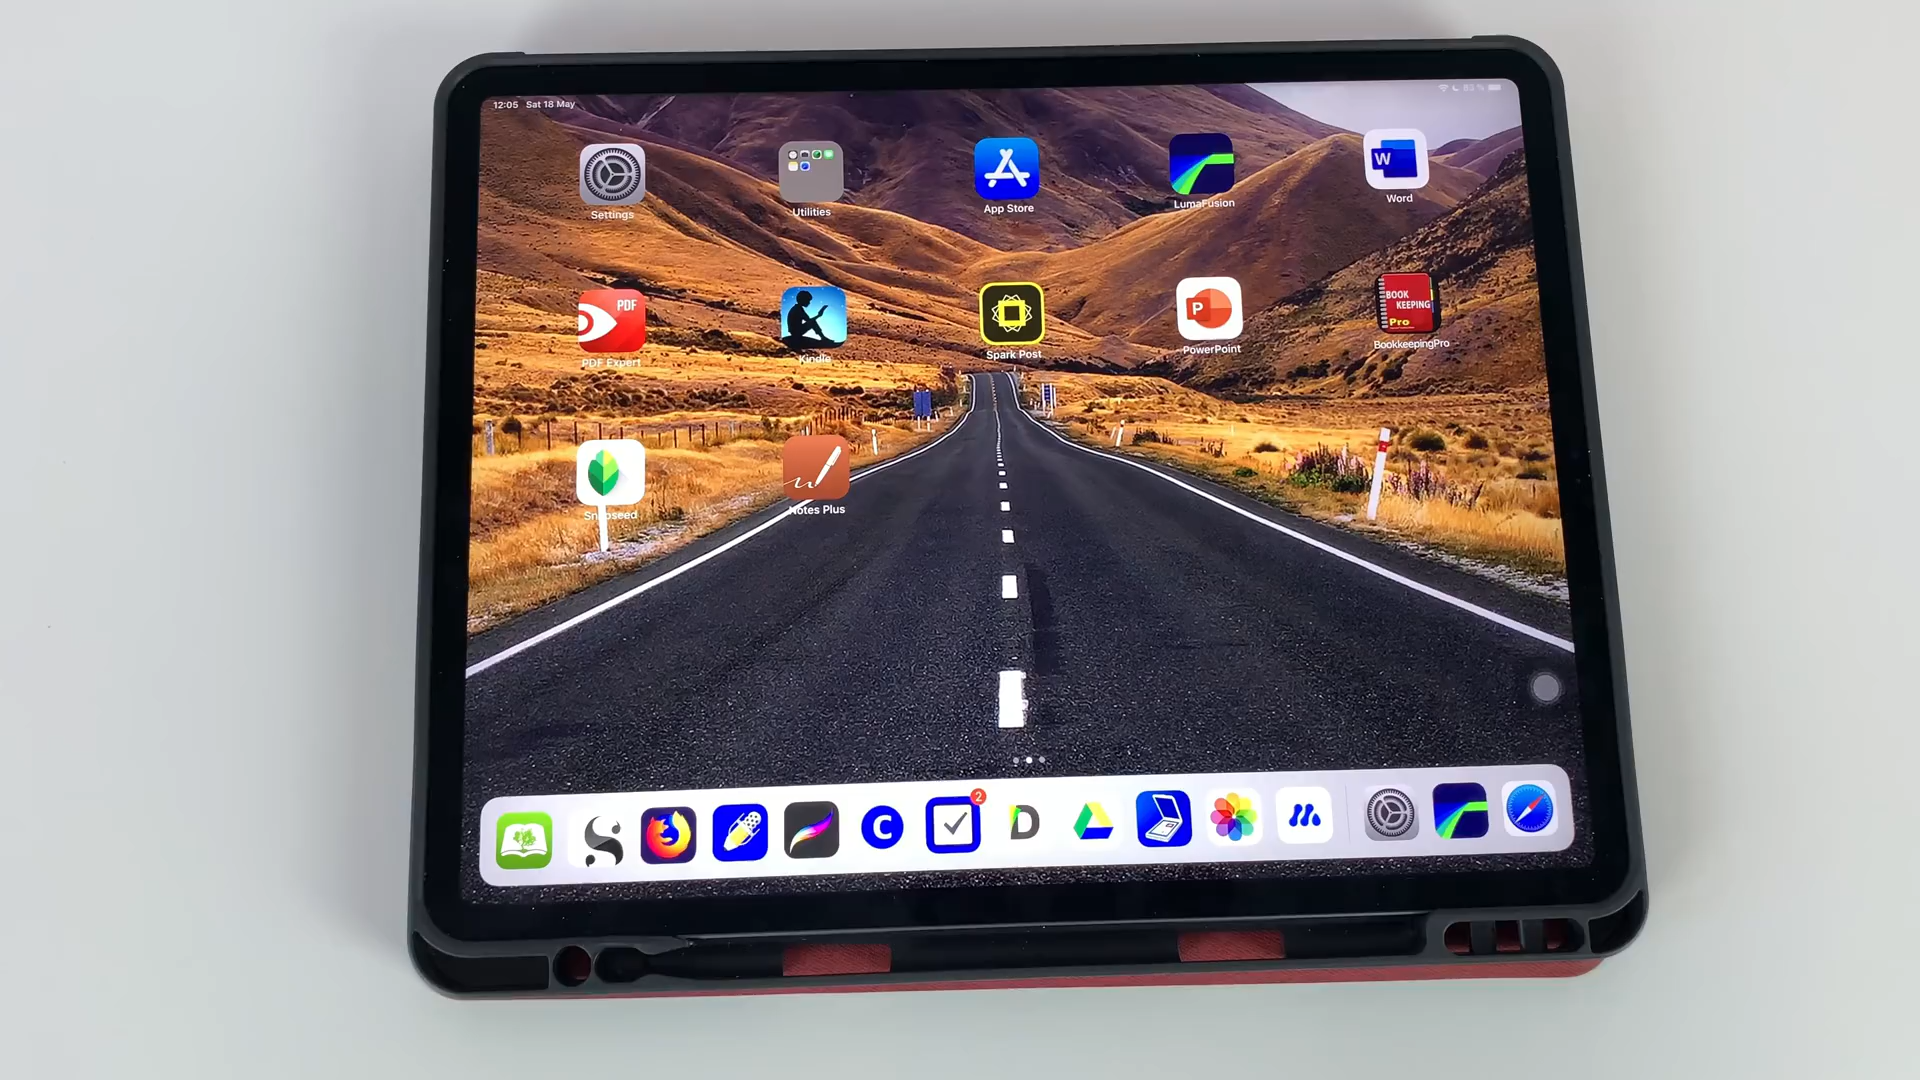 12:05 Sat 18 May
Settings
Utilities
App Store
LumaFusion
W
Word
PDF
PDF Expert
Kindle
Spark Post
P
PowerPoint
BOOK
KEEPING
Pro
BookkeepingPro
Snapseed
Notes Plus
C
2
D